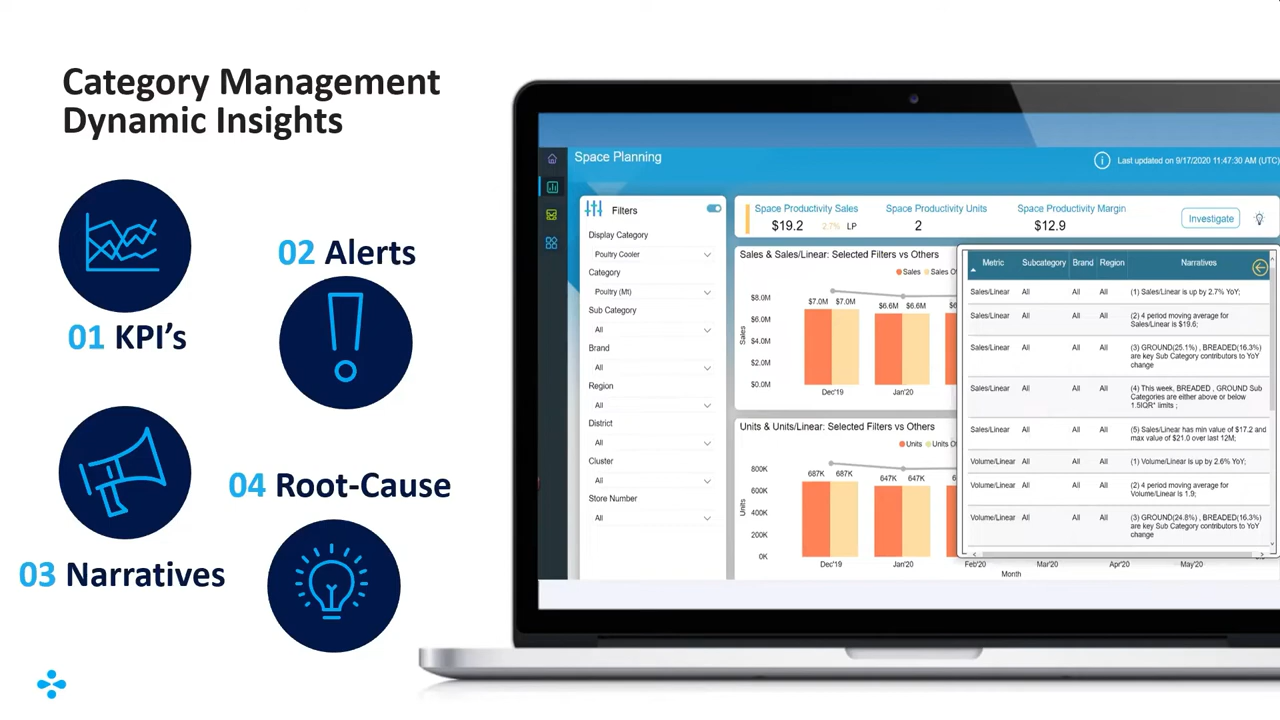 Category Management
Dynamic Insights
01 KPI’s
02 Alerts
03 Narratives
04 Root-Cause
Space Planning
Last updated on 9/17/2020 11:47:30 AM (UTC)
Filters
Display Category
Poultry Cooler
Category
Poultry (Mt)
Sub Category
All
Brand
All
Region
All
District
All
Cluster
All
Store Number
All
Space Productivity Sales
$19.2 2.7% LP
Space Productivity Units
2
Space Productivity Margin
$12.9
Investigate
Sales & Sales/Linear: Selected Filters vs Others
Sales Sales O
Sales
$8.0M
$6.0M
$4.0M
$2.0M
$0.0M
$7.0M $7.0M
$6.6M $6.6M
Dec'19 Jan'20
Units & Units/Linear: Selected Filters vs Others
Units Units O
Units
800K
600K
400K
200K
0K
687K 687K
647K 647K
Dec'19 Jan'20 Feb'20 Mar'20 Apr'20 May'20
Month
Metric Subcategory Brand Region Narratives
Sales/Linear All All All (1) Sales/Linear is up by 2.7% YoY;
Sales/Linear All All All (2) 4 period moving average for
Sales/Linear is $19.6;
Sales/Linear All All All (3) GROUND(25.1%) , BREADED(16.3%)
are key Sub Category contributors to YoY
change
Sales/Linear All All All (4) This week, BREADED , GROUND Sub
Categories are either above or below
1.5IQR* limits ;
Sales/Linear All All All (5) Sales/Linear has min value of $17.2 and
max value of $21.0 over last 12M;
Volume/Linear All All All (1) Volume/Linear is up by 2.6% YoY;
Volume/Linear All All All (2) 4 period moving average for
Volume/Linear is 1.9;
Volume/Linear All All All (3) GROUND(24.8%) , BREADED(16.3%)
are key Sub Category contributors to YoY
change